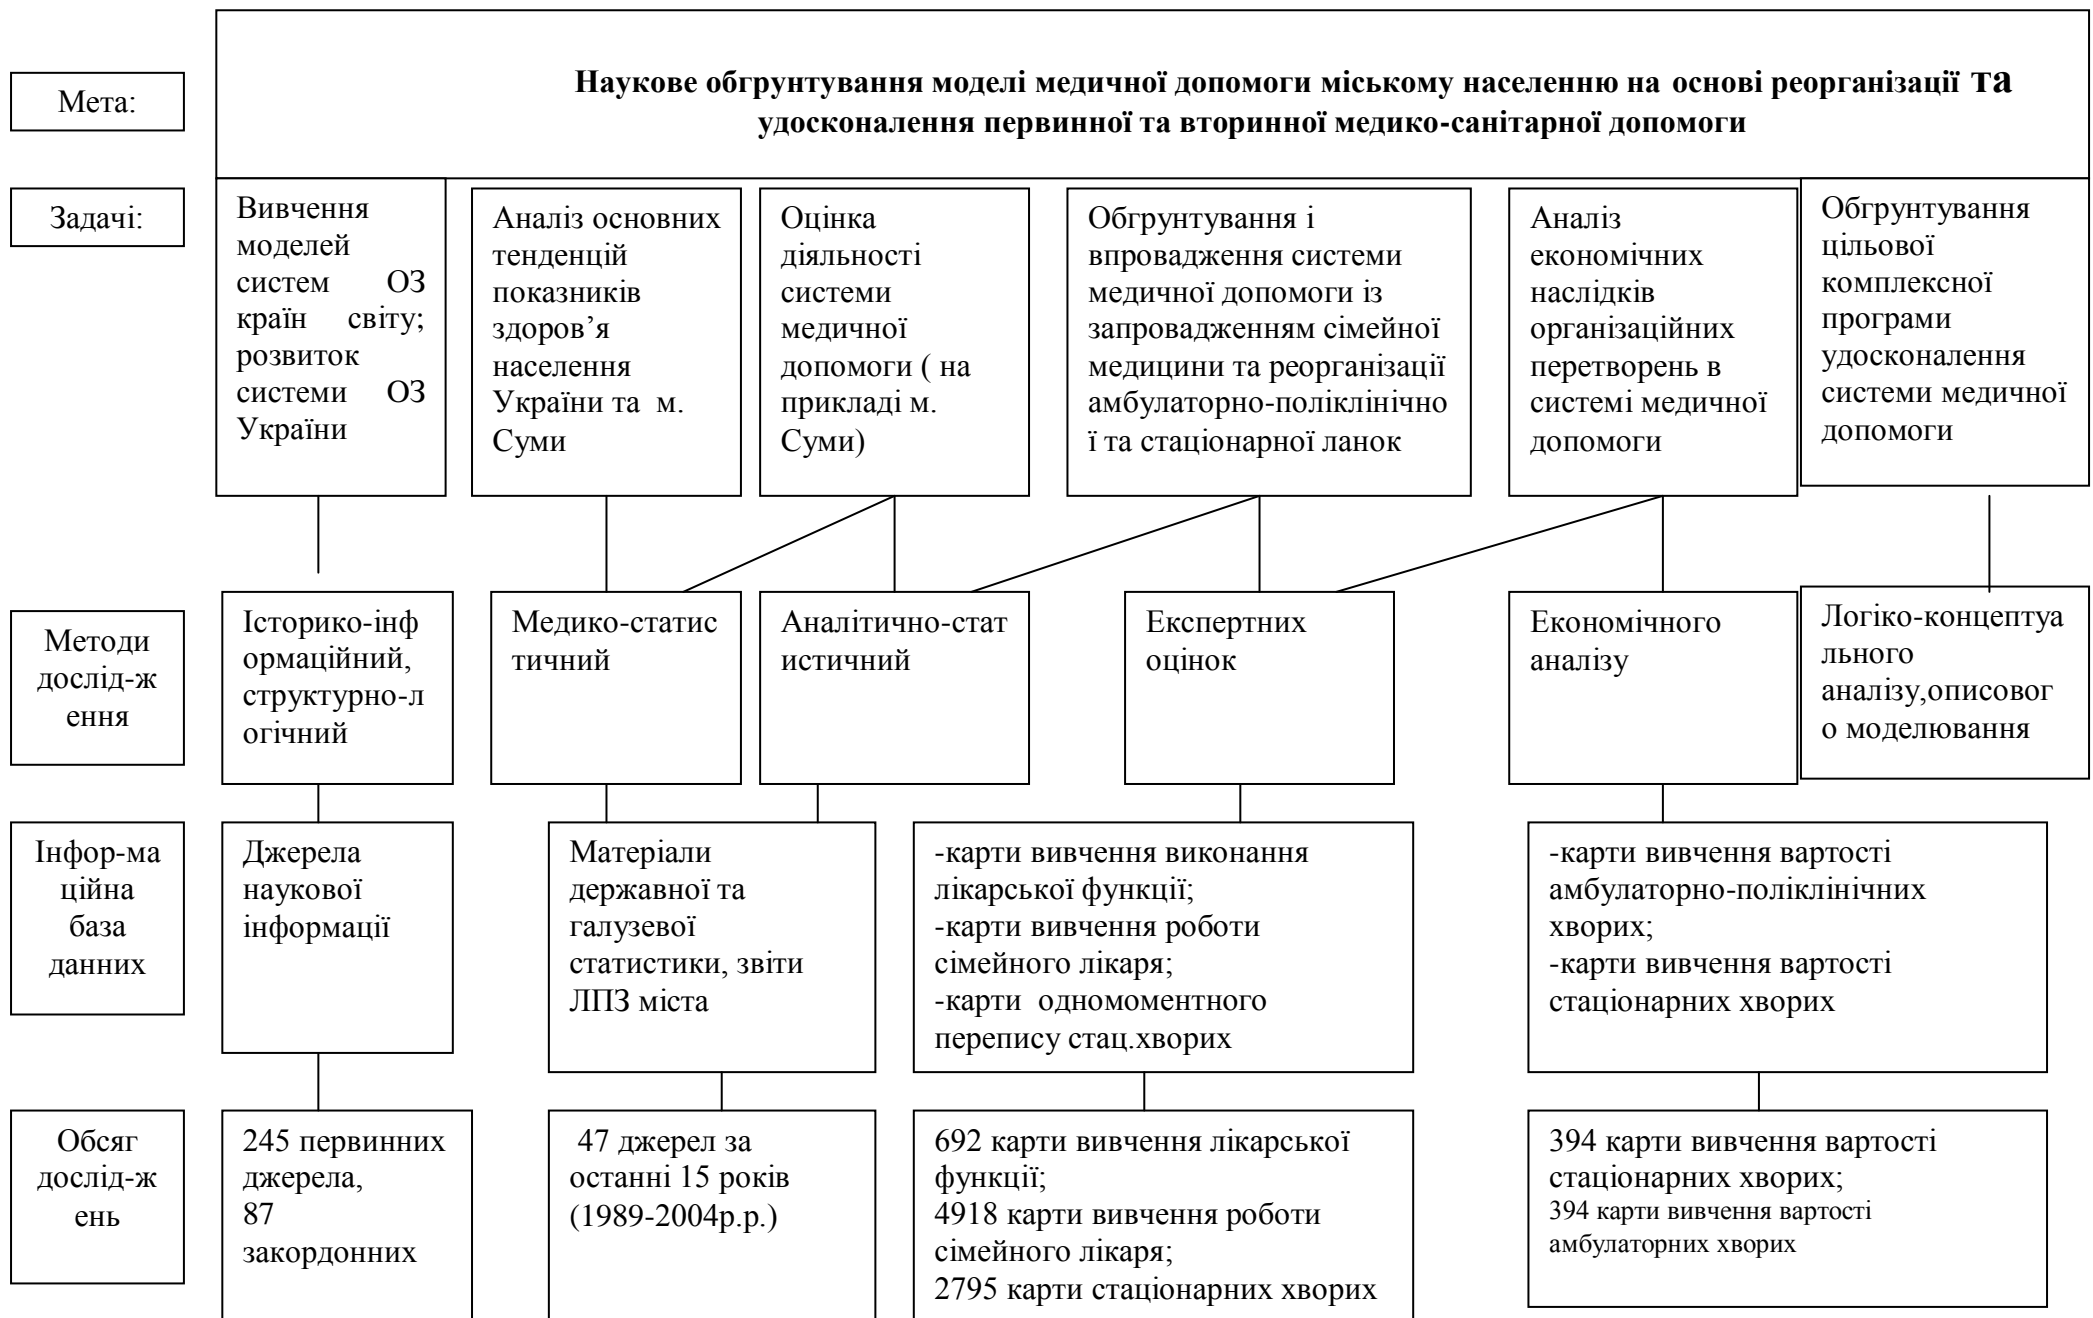 Мета:
Наукове обгрунтування моделі медичної допомоги міському населенню на основі реорганізації та
удосконалення первинної та вторинної медико-санітарної допомоги
Задачі:
Вивчення
моделей
систем ОЗ
країн світу;
розвиток
системи ОЗ
України
Аналіз основних
тенденцій
показників
здоров’я
населення
України та м.
Суми
Оцінка
діяльності
системи
медичної
допомоги ( на
прикладі м.
Суми)
Обгрунтування і
впровадження системи
медичної допомоги із
запровадженням сімейної
медицини та реорганізації
амбулаторно-поліклінічно
ї та стаціонарної ланок
Аналіз
економічних
наслідків
організаційних
перетворень в
системі медичної
допомоги
Обгрунтування
цільової
комплексної
програми
удосконалення
системи медичної
допомоги
Методи
дослід-ж
ення
Історико-інф
ормаційний,
структурно-л
огічний
Медико-статис
тичний
Аналітично-стат
истичний
Експертних
оцінок
Економічного
аналізу
Логіко-концептуа
льного
аналізу,описовог
о моделювання
Інфор-ма
ційна
база
данних
Джерела
наукової
інформації
Матеріали
державної та
галузевої
статистики, звіти
ЛПЗ міста
-карти вивчення виконання
лікарської функції;
-карти вивчення роботи
сімейного лікаря;
-карти одномоментного
перепису стац.хворих
-карти вивчення вартості
амбулаторно-поліклінічних
хворих;
-карти вивчення вартості
стаціонарних хворих
Обсяг
дослід-ж
ень
245 первинних
джерела,
87
закордонних
47 джерел за
останні 15 років
(1989-2004р.р.)
692 карти вивчення лікарської
функції;
4918 карти вивчення роботи
сімейного лікаря;
2795 карти стаціонарних хворих
394 карти вивчення вартості
стаціонарних хворих;
394 карти вивчення вартості
амбулаторних хворих